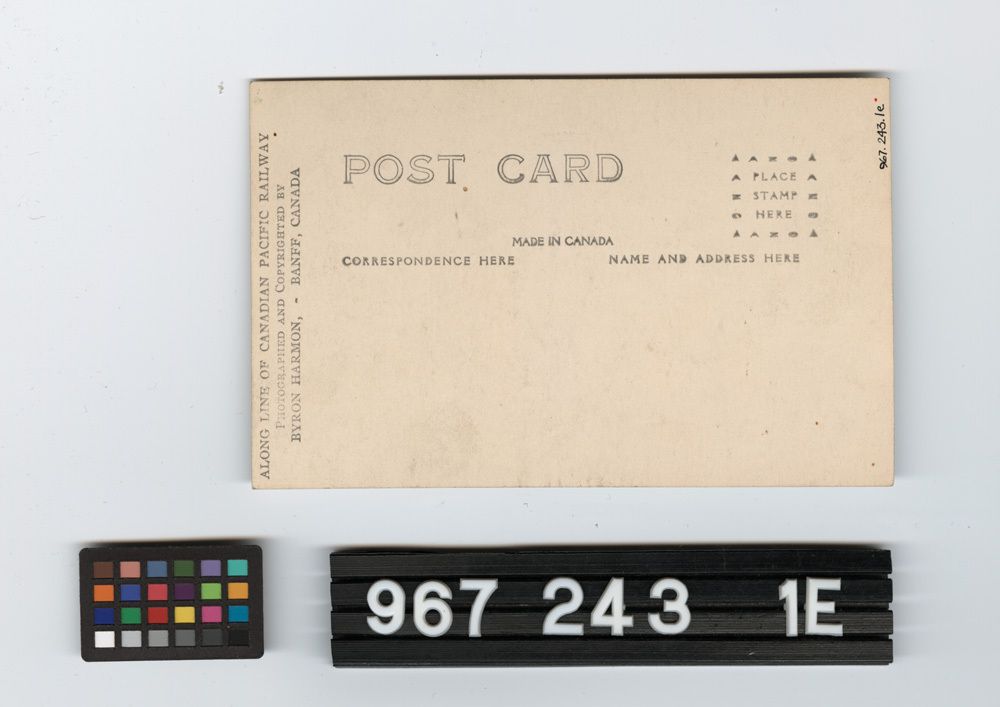 ALONG LINE OF CANADIAN PACIFIC RAILWAY
PHOTOGRAPHED AND COPYRIGHTED BY
BYRON HARMON, - BANFF, CANADA
POST CARD
PLACE
STAMP
HERE
MADE IN CANADA
CORRESPONDENCE HERE
NAME AND ADDRESS HERE
967.243.1e
967 243 1E